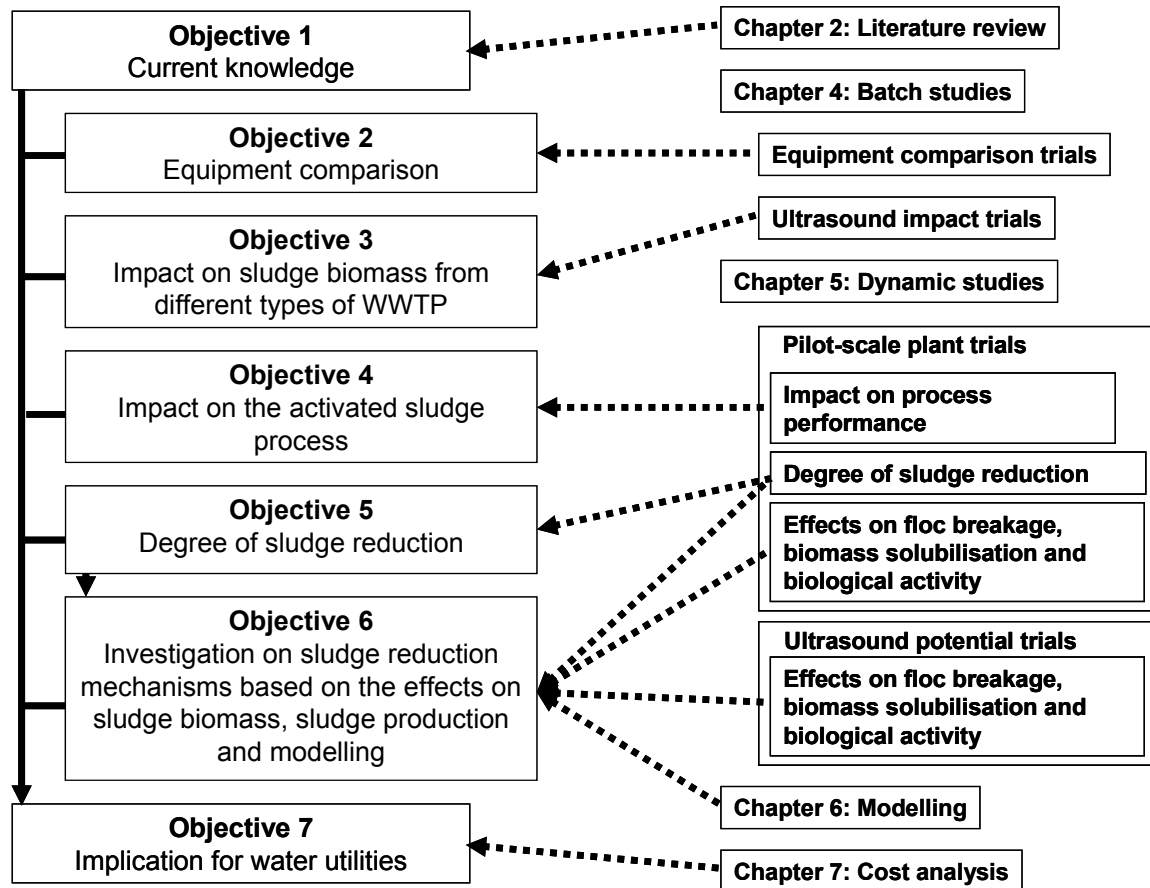 Objective 1
Current knowledge
Objective 2
Equipment comparison
Objective 3
Impact on sludge biomass from
different types of WWTP
Objective 4
Impact on the activated sludge
process
Objective 5
Degree of sludge reduction
Objective 6
Investigation on sludge reduction
mechanisms based on the effects on
sludge biomass, sludge production
and modelling
Objective 7
Implication for water utilities
Chapter 2: Literature review
Chapter 4: Batch studies
Equipment comparison trials
Ultrasound impact trials
Chapter 5: Dynamic studies
Pilot-scale plant trials
Impact on process
performance
Degree of sludge reduction
Effects on floc breakage,
biomass solubilisation and
biological activity
Ultrasound potential trials
Effects on floc breakage,
biomass solubilisation and
biological activity
Chapter 6: Modelling
Chapter 7: Cost analysis